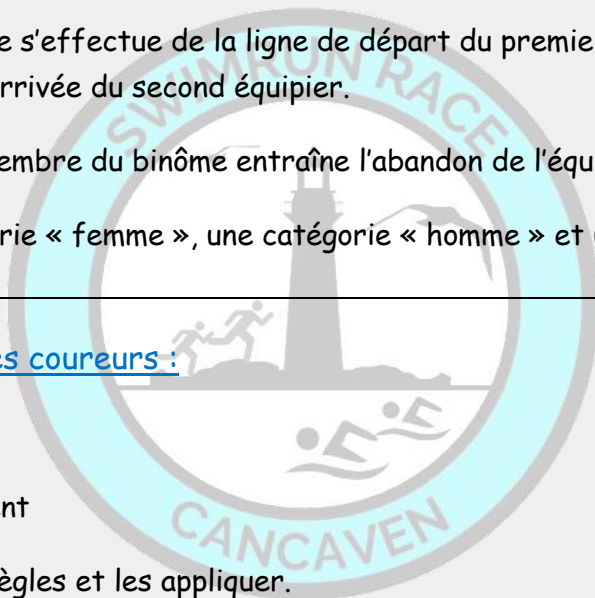 e s’effectue de la ligne de départ du premie
rrivée du second équipier.
embre du binôme entraîne l’abandon de l’équ
rie « femme », une catégorie « homme » et
es coureurs :
nt
ègles et les appliquer.
SWIMRUN RACE
CANCAVEN